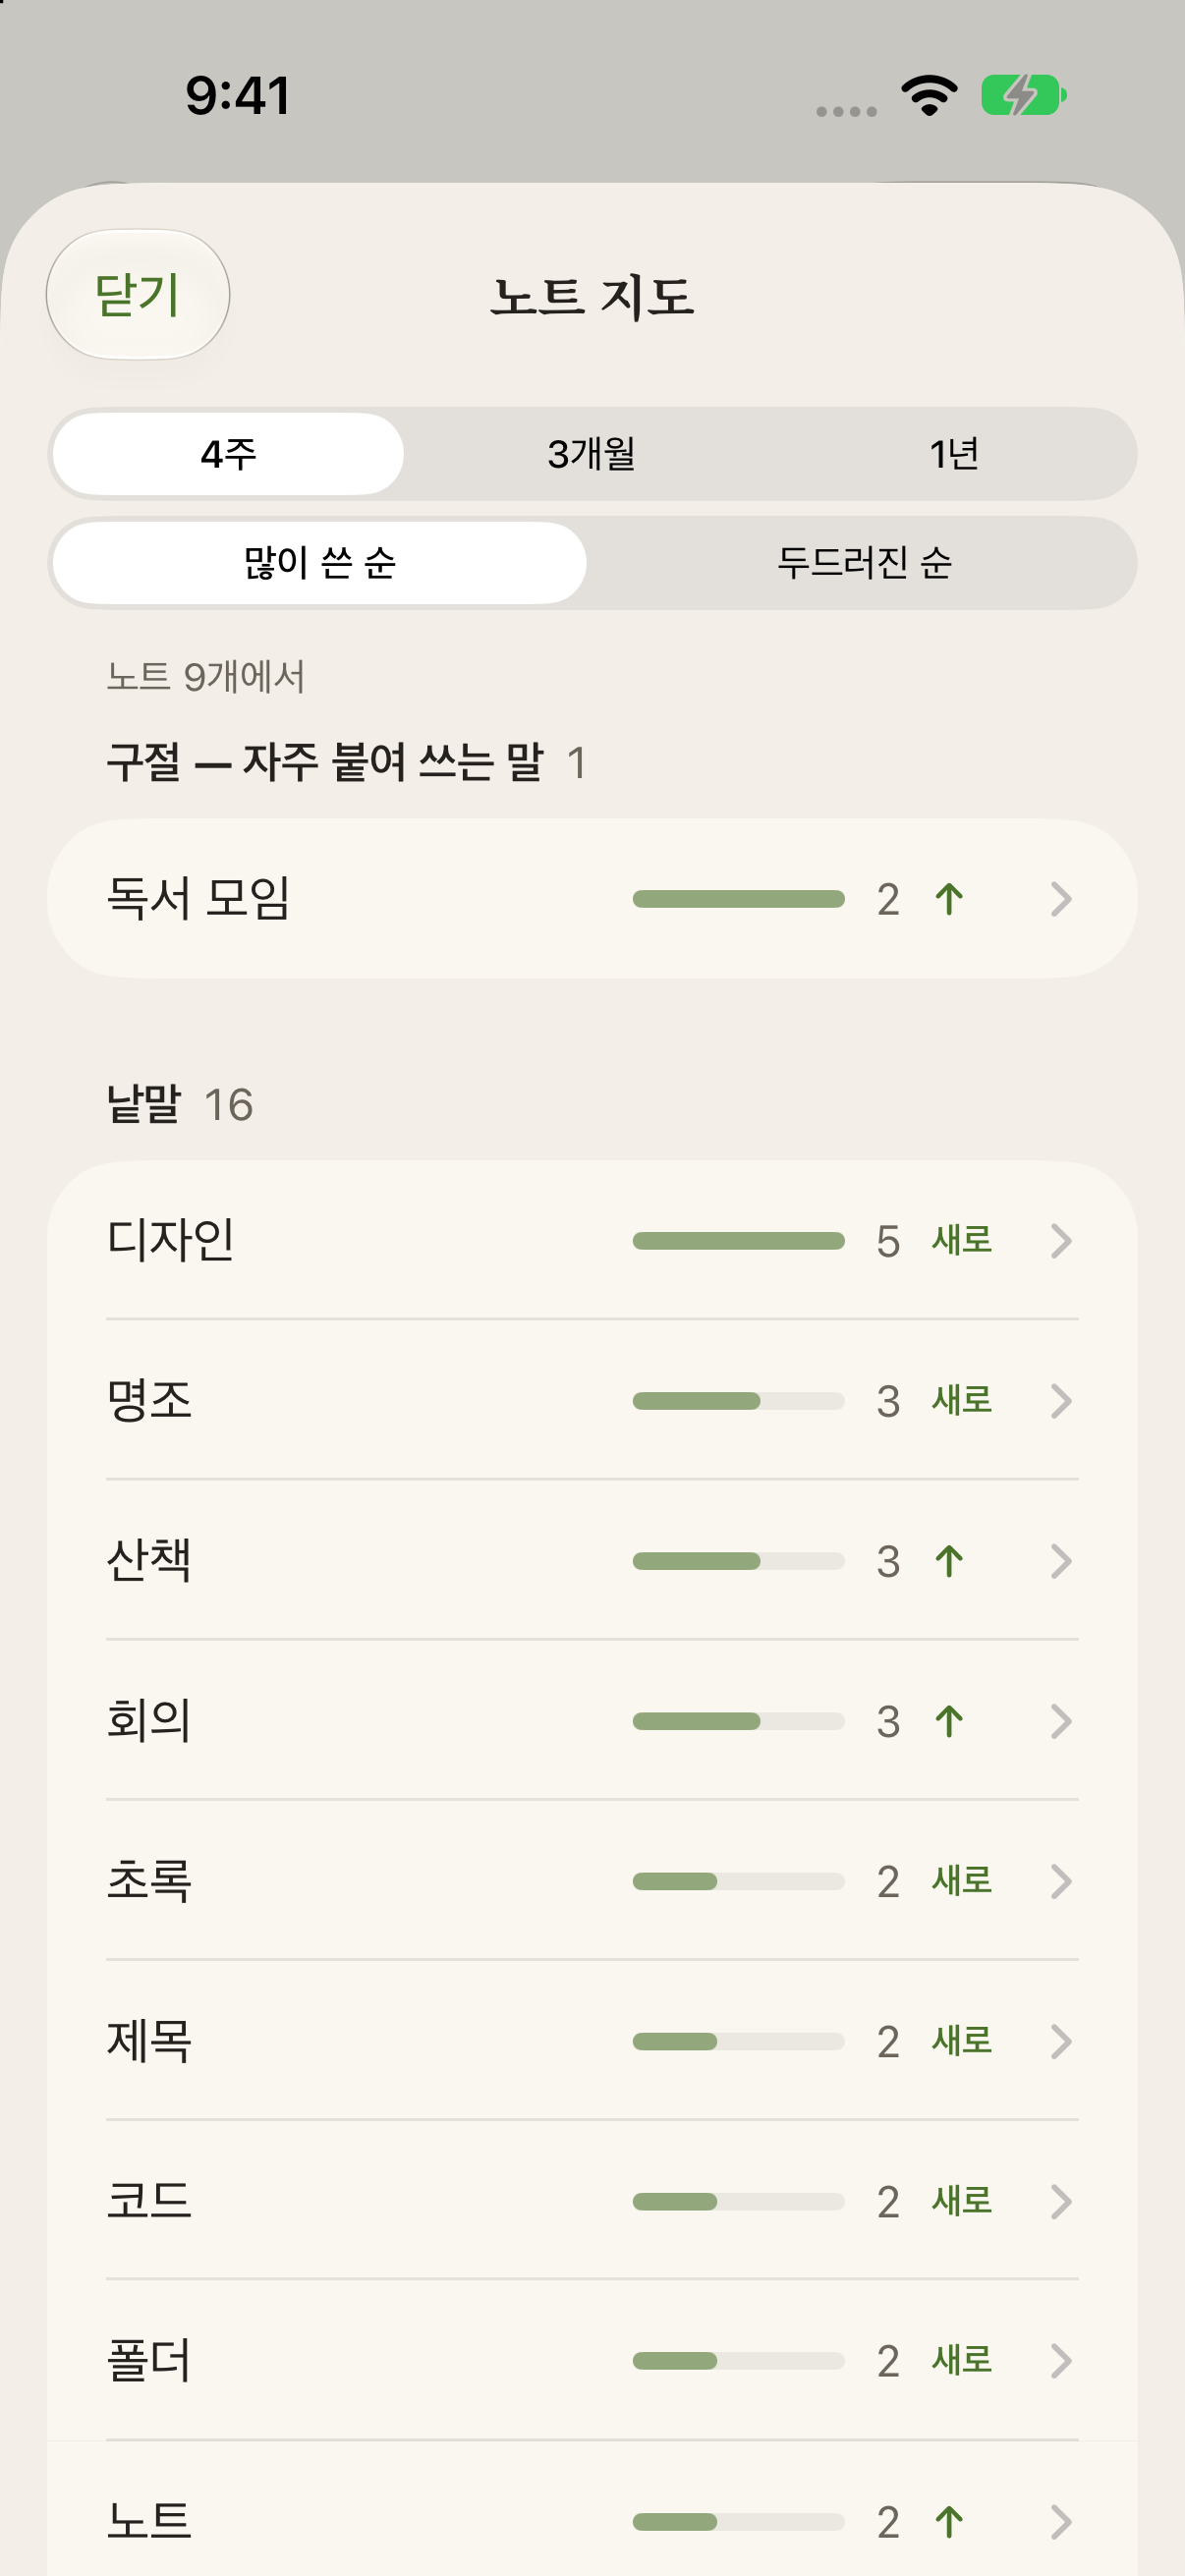 9:41
닫기
노트 지도
4주 3개월 1년
많이 쓴 순 두드러진 순
노트 9개에서
구절 — 자주 붙여 쓰는 말 1
독서 모임 2 ↑
낱말 16
디자인 5 새로
명조 3 새로
산책 3 ↑
회의 3 ↑
초록 2 새로
제목 2 새로
코드 2 새로
폴더 2 새로
노트 2 ↑